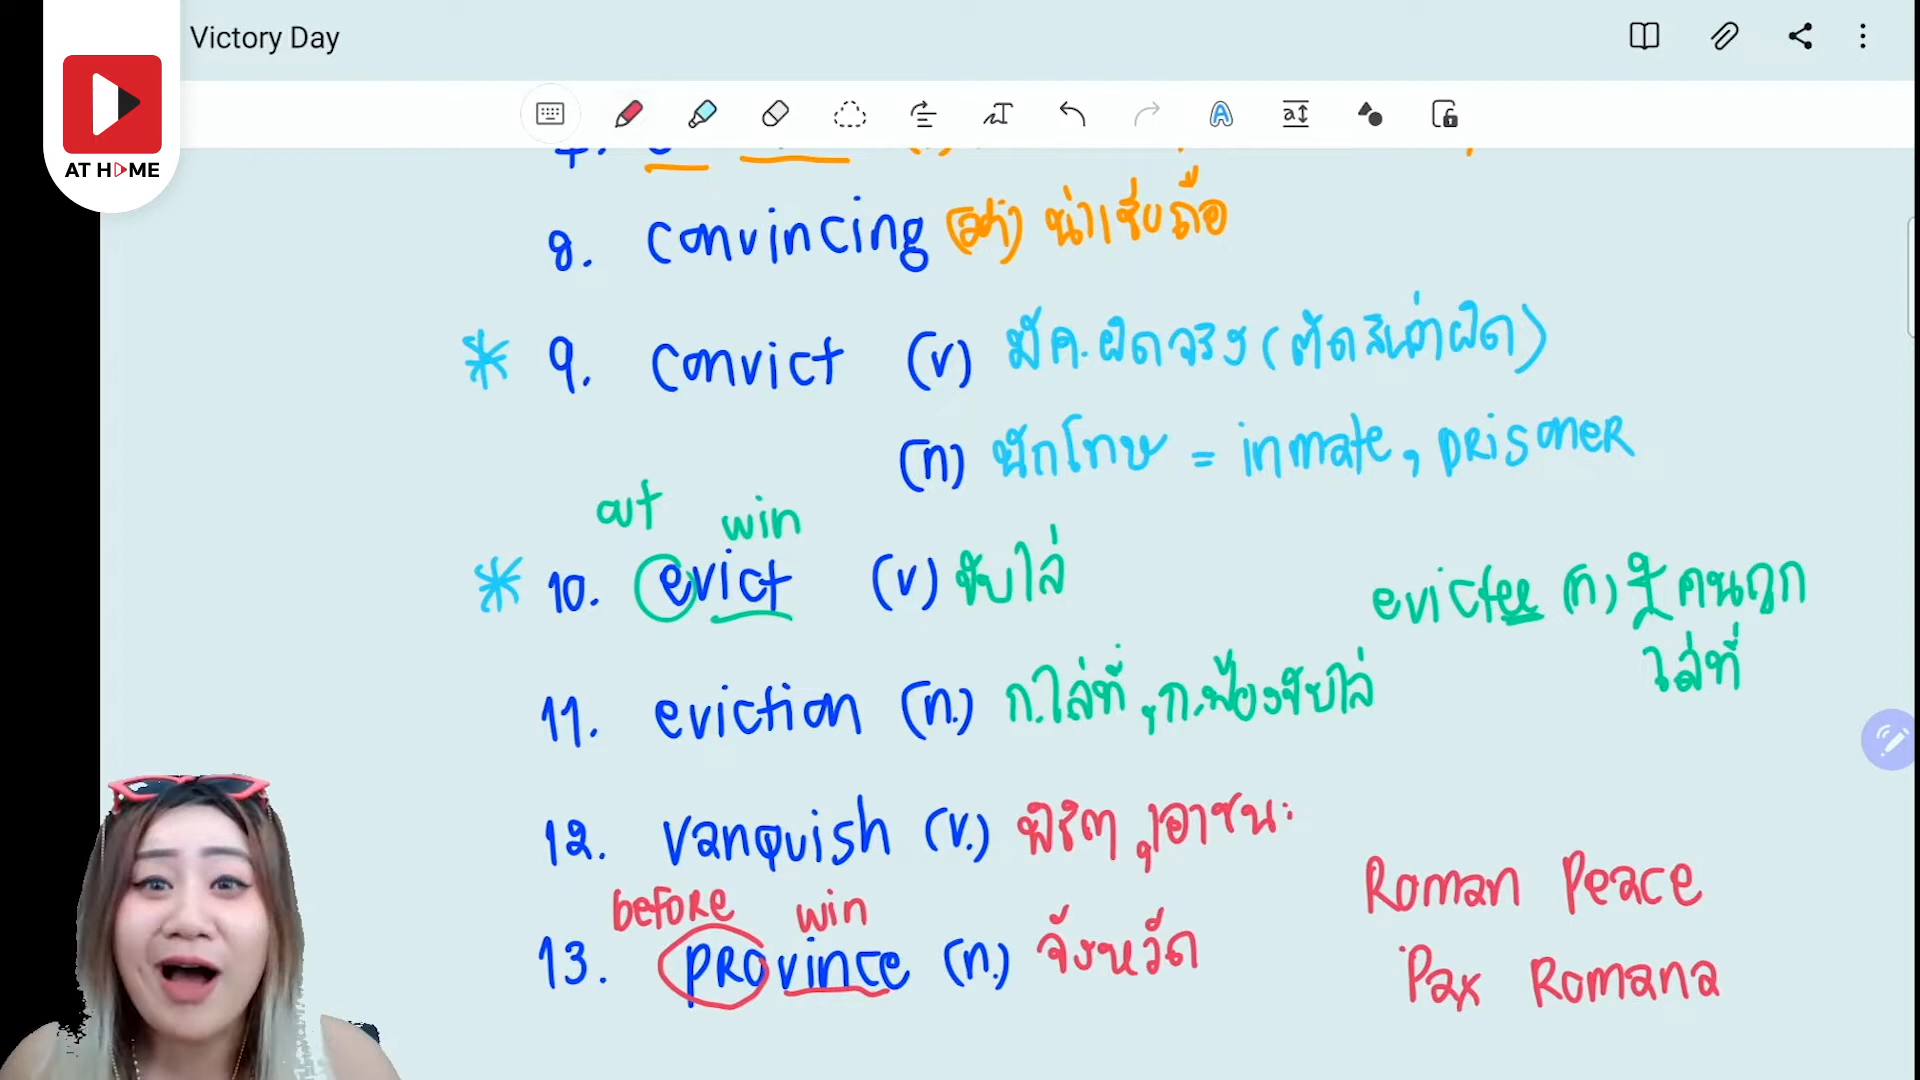 Victory Day
AT HOME
8. convincing (adj) น่าเชื่อถือ
* 9. convict (v) มีค.ผิดจริง (ตัดสินว่าผิด)
(n) นักโทษ = inmate, prisoner
out win
* 10. evict (v) ขับไล่
evictee (n) คนถูก
ไล่ที่
11. eviction (n.) ก.ไล่ที่, ก.ฟ้องขับไล่
12. vanquish (v.) พิชิต, เอาชนะ
before win
13. province (n.) จังหวัด
Roman Peace
Pax Romana